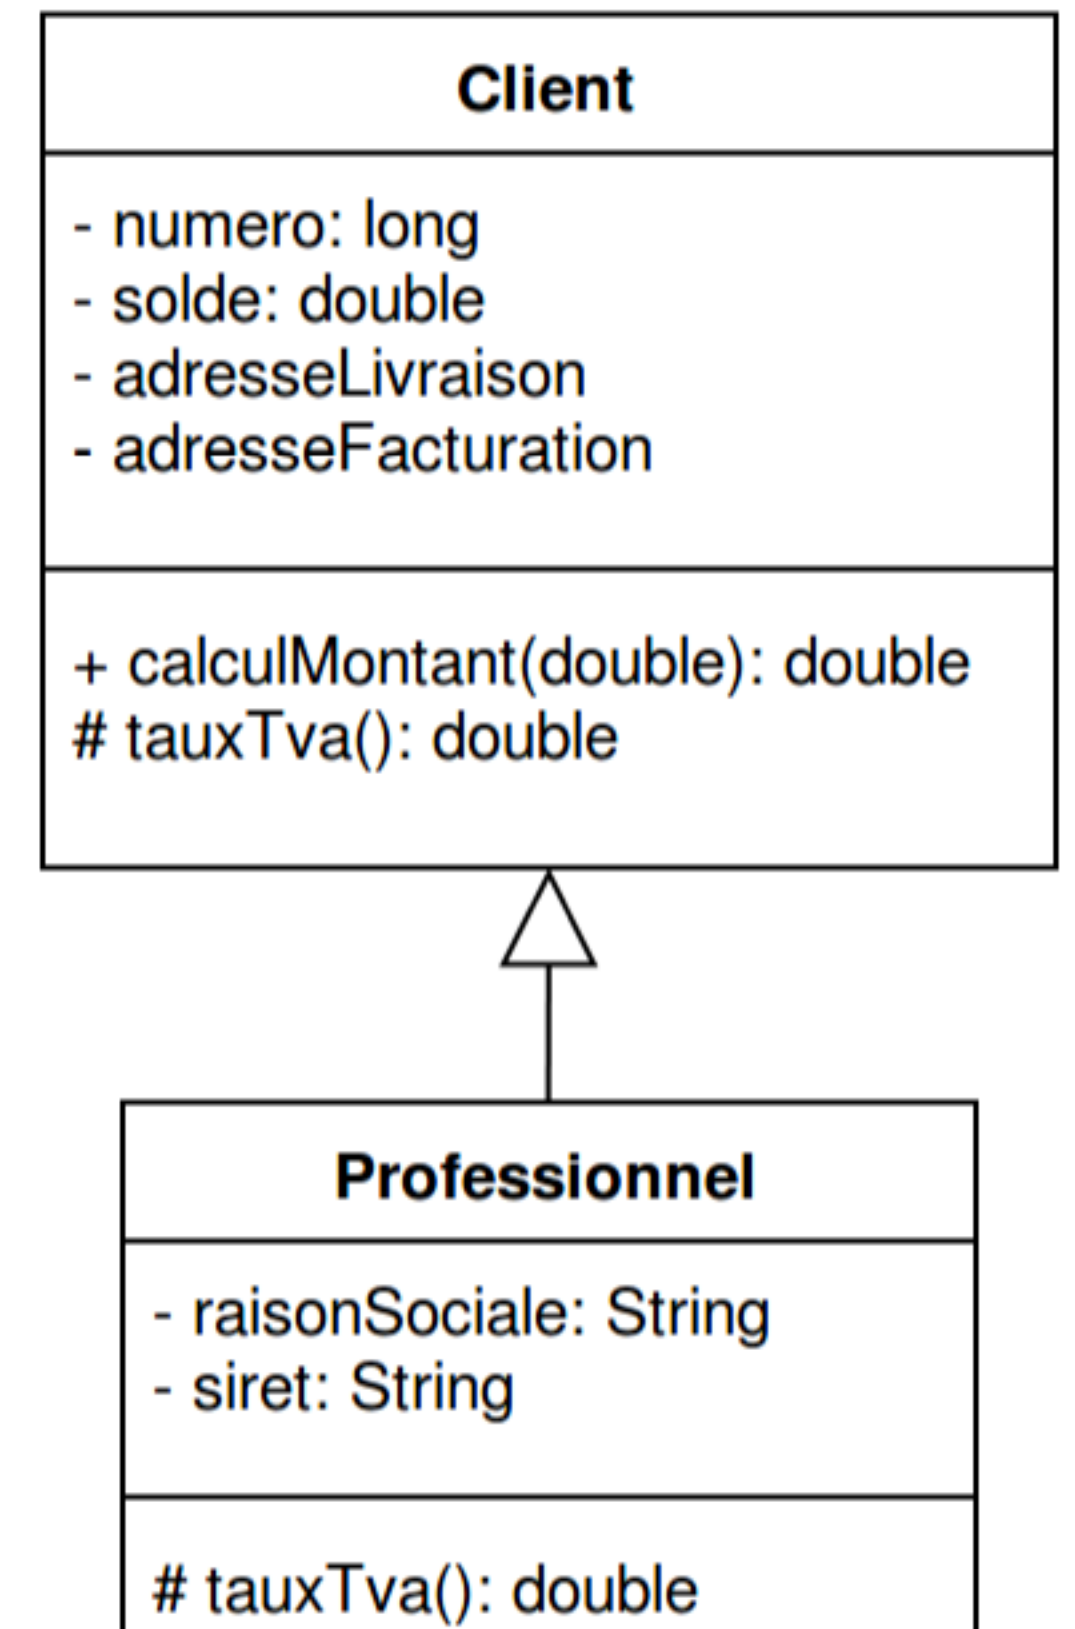 Client
- numero: long
- solde: double
- adresseLivraison
- adresseFacturation
+ calculMontant(double): double
# tauxTva(): double
Professionnel
- raisonSociale: String
- siret: String
# tauxTva(): double